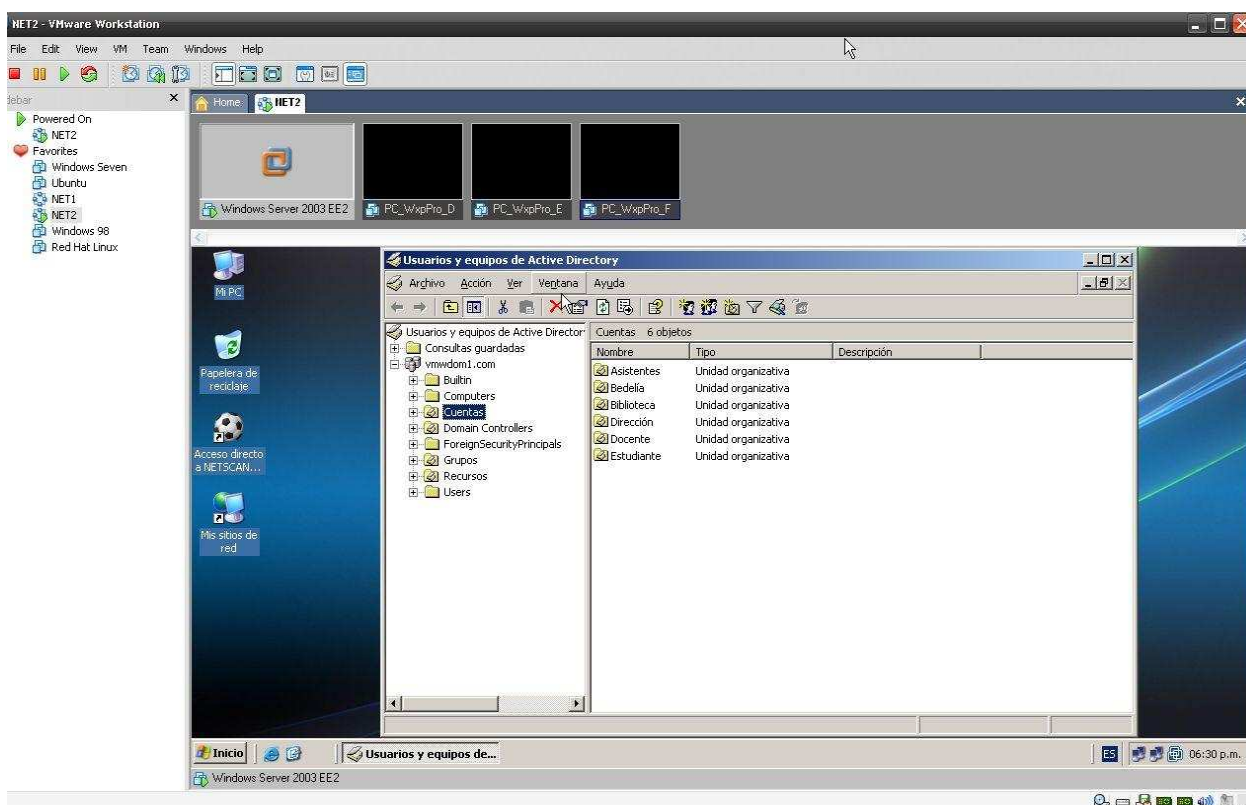 NET2 - VMware Workstation
File Edit View VM Team Windows Help
Home NET2
Powered On
NET2
Favorites
Windows Seven
Ubuntu
NET1
NET2
Windows 98
Red Hat Linux
Windows Server 2003 EE2 PC_WxpPro_D PC_WxpPro_E PC_WxpPro_F
Mi PC
Papelera de
reciclaje
Acceso directo
a NETSCAN...
Mis sitios de
red
Usuarios y equipos de Active Directory
Archivo Acción Ver Ventana Ayuda
Usuarios y equipos de Active Director
Consultas guardadas
vmwdom1.com
Builtin
Computers
Cuentas
Domain Controllers
ForeignSecurityPrincipals
Grupos
Recursos
Users
Cuentas 6 objetos
Nombre Tipo Descripción
Asistentes Unidad organizativa
Bedelía Unidad organizativa
Biblioteca Unidad organizativa
Dirección Unidad organizativa
Docente Unidad organizativa
Estudiante Unidad organizativa
Inicio Usuarios y equipos de... ES 06:30 p.m.
Windows Server 2003 EE2